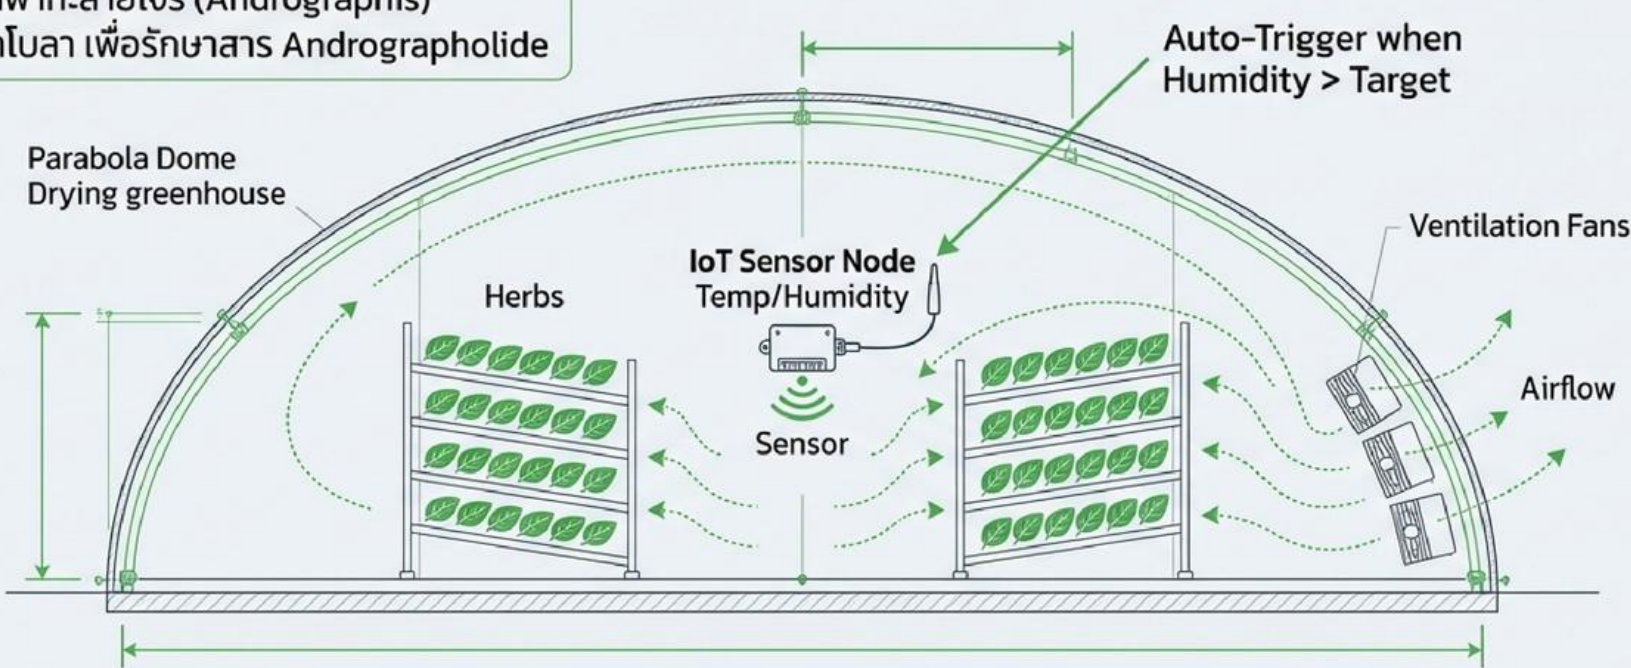 (Andrographis)
เพื่อรักษาสาร Andrographolide
Auto-Trigger when
Humidity > Target
Parabola Dome
Drying greenhouse
Ventilation Fans
IoT Sensor Node
Temp/Humidity
Herbs
Airflow
Sensor